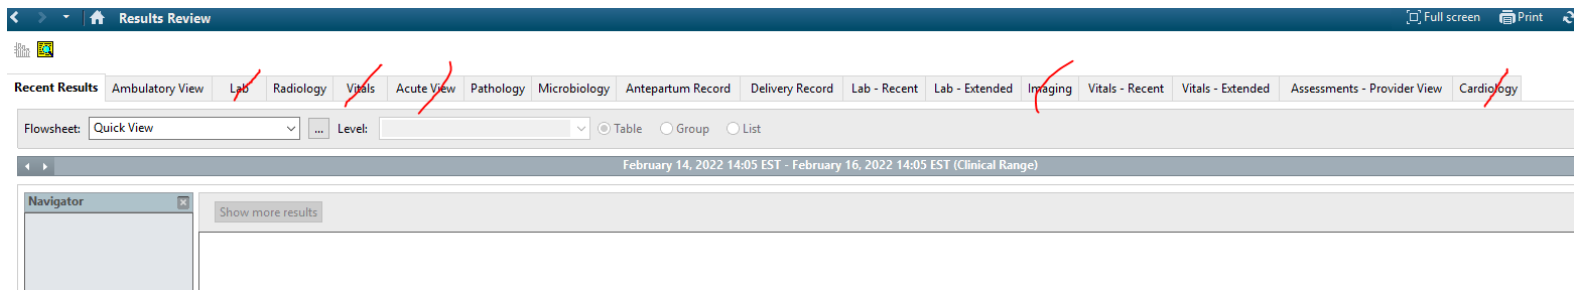 Results Review Full screen Print
Recent Results Ambulatory View Lab Radiology Vitals Acute View Pathology Microbiology Antepartum Record Delivery Record Lab - Recent Lab - Extended Imaging Vitals - Recent Vitals - Extended Assessments - Provider View Cardiology
Flowsheet: Quick View ... Level: Table Group List
February 14, 2022 14:05 EST - February 16, 2022 14:05 EST (Clinical Range)
Navigator
Show more results